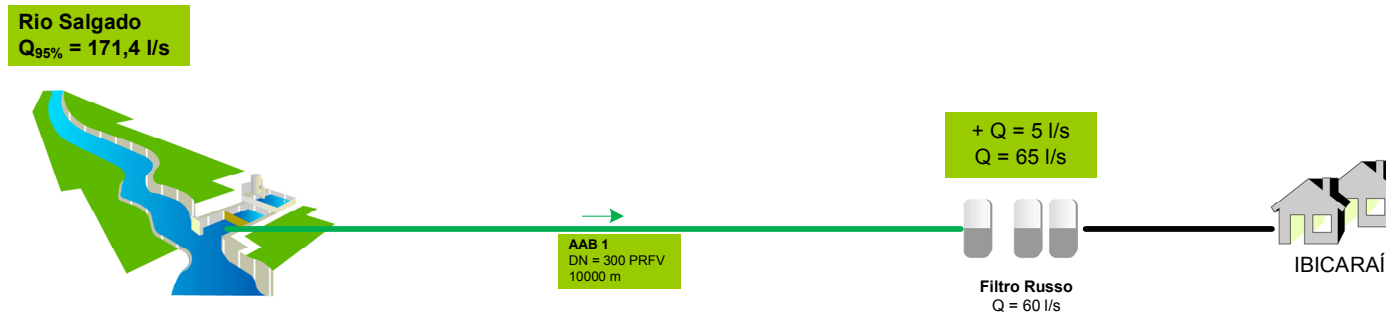 Rio Salgado
Q95% = 171,4 l/s
+ Q = 5 l/s
Q = 65 l/s
AAB 1
DN = 300 PRFV
10000 m
Filtro Russo
Q = 60 l/s
IBICARAÍ